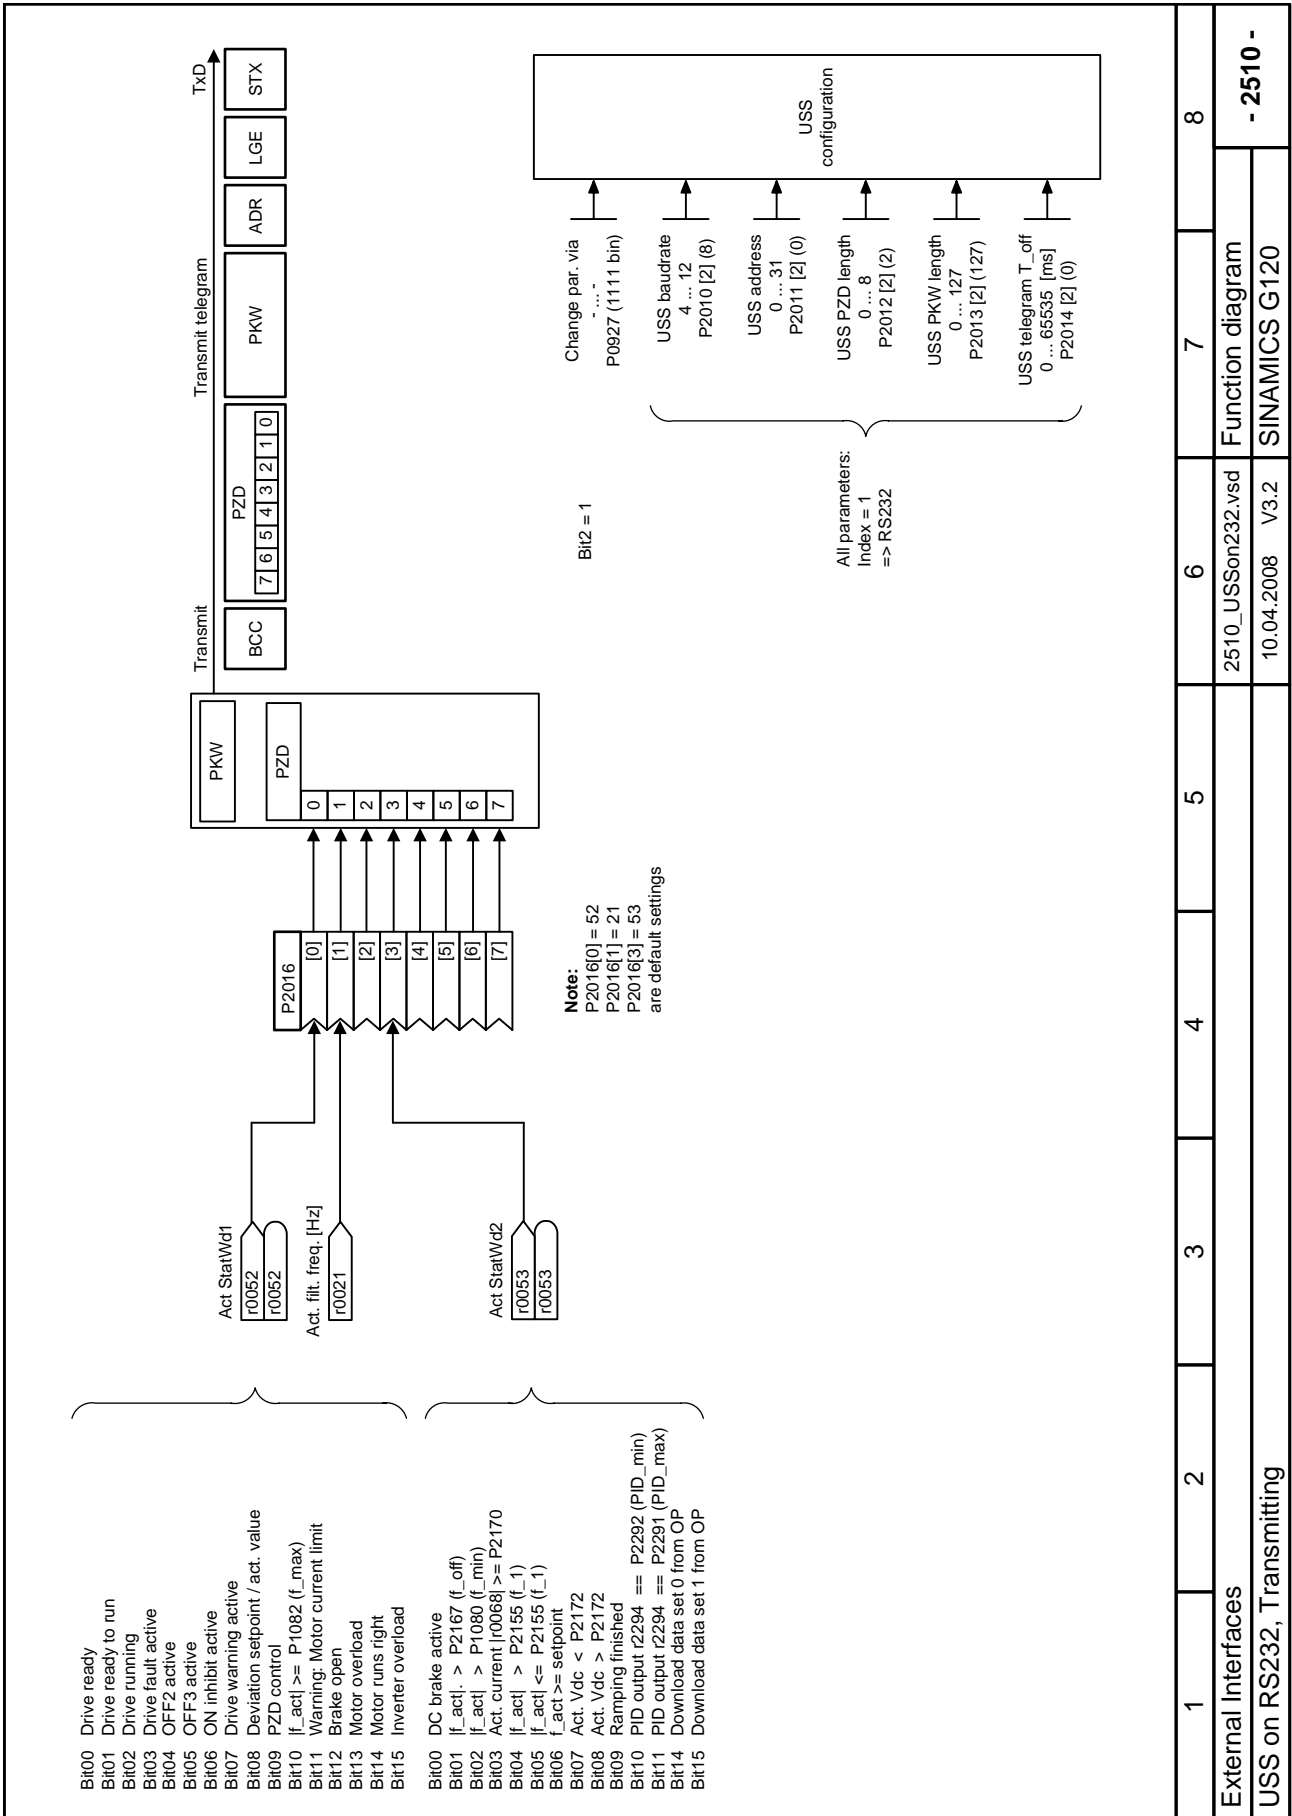 Bit00 Drive ready
Bit01 Drive ready to run
Bit02 Drive running
Bit03 Drive fault active
Bit04 OFF2 active
Bit05 OFF3 active
Bit06 ON inhibit active
Bit07 Drive warning active
Bit08 Deviation setpoint / act. value
Bit09 PZD control
Bit10 |f_act| >= P1082 (f_max)
Bit11 Warning: Motor current limit
Bit12 Brake open
Bit13 Motor overload
Bit14 Motor runs right
Bit15 Inverter overload
Bit00 DC brake active
Bit01 |f_act|. > P2167 (f_off)
Bit02 |f_act| > P1080 (f_min)
Bit03 Act. current |r0068| >= P2170
Bit04 |f_act| > P2155 (f_1)
Bit05 |f_act| <= P2155 (f_1)
Bit06 f_act >= setpoint
Bit07 Act. Vdc < P2172
Bit08 Act. Vdc > P2172
Bit09 Ramping finished
Bit10 PID output r2294 == P2292 (PID_min)
Bit11 PID output r2294 == P2291 (PID_max)
Bit14 Download data set 0 from OP
Bit15 Download data set 1 from OP
Act StatWd1
r0052
r0052
Act. filt. freq. [Hz]
r0021
Act StatWd2
r0053
r0053
P2016
[0]
[1]
[2]
[3]
[4]
[5]
[6]
[7]
Note:
P2016[0] = 52
P2016[1] = 21
P2016[3] = 53
are default settings
PKW
PZD
0
1
2
3
4
5
6
7
Transmit
Transmit telegram
TxD
BCC
PZD
7 6 5 4 3 2 1 0
PKW
ADR
LGE
STX
Bit2 = 1
All parameters:
Index = 1
=> RS232
Change par. via
- ... -
P0927 (1111 bin)
USS baudrate
4 ... 12
P2010 [2] (8)
USS address
0 ... 31
P2011 [2] (0)
USS PZD length
0 ... 8
P2012 [2] (2)
USS PKW length
0 ... 127
P2013 [2] (127)
USS telegram T_off
0 ... 65535 [ms]
P2014 [2] (0)
USS
configuration
1 2 3 4 5 6 7 8
External Interfaces
2510_USSon232.vsd
Function diagram
- 2510 -
USS on RS232, Transmitting
10.04.2008 V3.2
SINAMICS G120